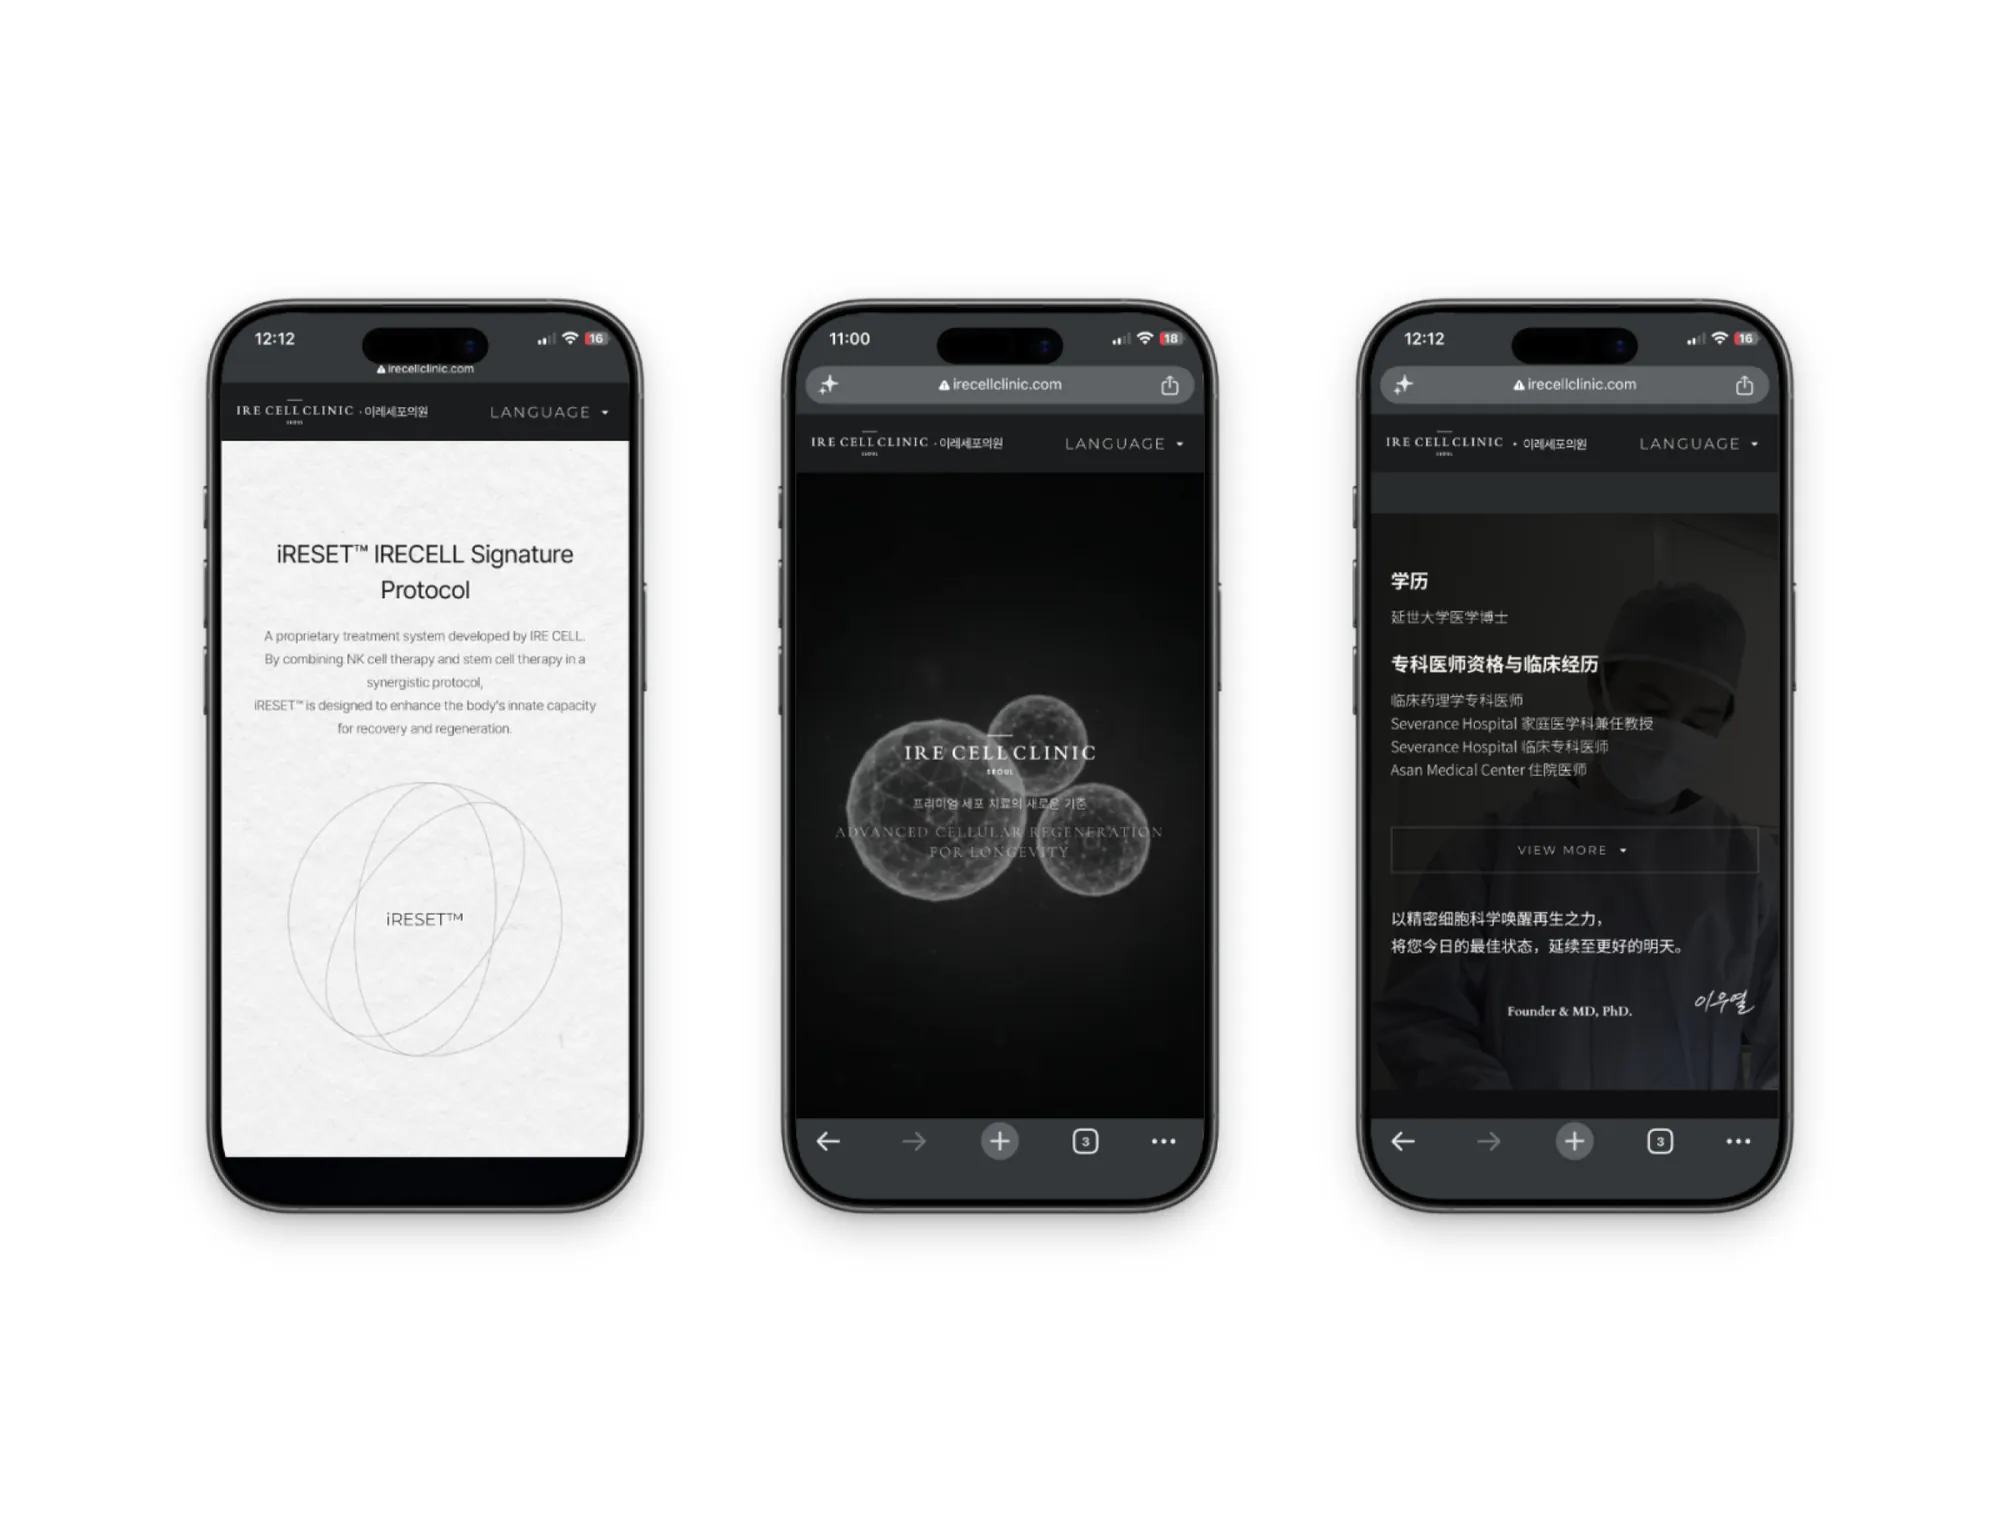 12:12
16
irecellclinic.com
IRE CELL CLINIC · 이레세포의원
SEOUL
LANGUAGE
iRESET™ IRECELL Signature
Protocol
A proprietary treatment system developed by IRE CELL.
By combining NK cell therapy and stem cell therapy in a
synergistic protocol,
iRESET™ is designed to enhance the body's innate capacity
for recovery and regeneration.
iRESET™
11:00
18
irecellclinic.com
IRE CELL CLINIC · 이레세포의원
SEOUL
LANGUAGE
IRE CELL CLINIC
SEOUL
프리미엄 세포 치료의 새로운 기준
ADVANCED CELLULAR REGENERATION
FOR LONGEVITY
3
12:12
16
irecellclinic.com
IRE CELL CLINIC · 이레세포의원
SEOUL
LANGUAGE
学历
延世大学医学博士
专科医师资格与临床经历
临床药理学专科医师
Severance Hospital 家庭医学科兼任教授
Severance Hospital 临床专科医师
Asan Medical Center 住院医师
VIEW MORE
以精密细胞科学唤醒再生之力，
将您今日的最佳状态，延续至更好的明天。
Founder & MD, PhD.
이우열
3